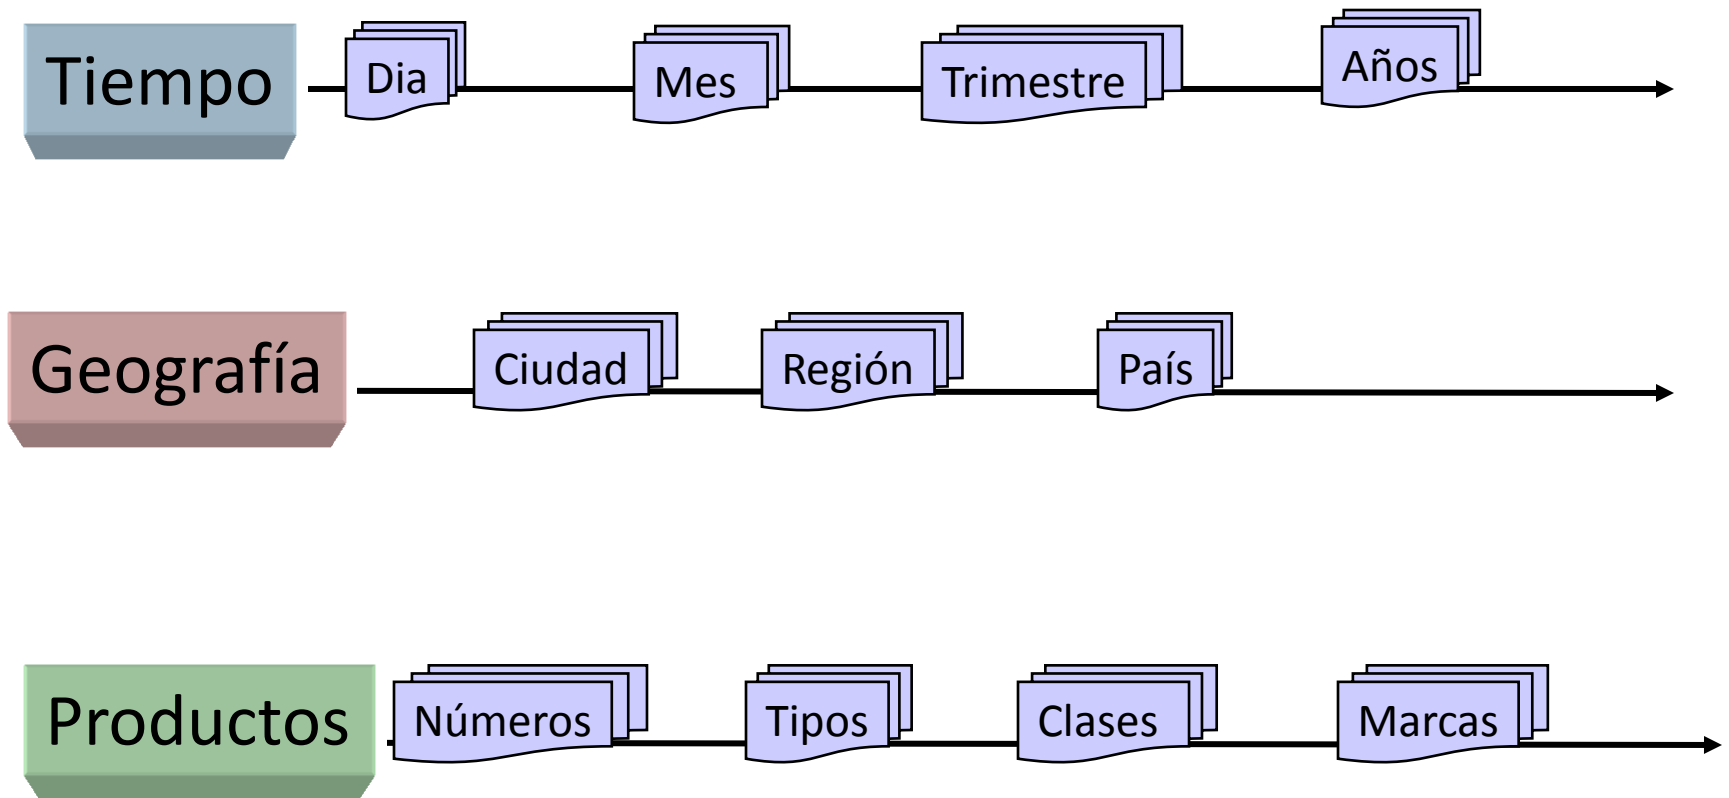 Tiempo Dia Mes Trimestre Años
Geografía Ciudad Región País
Productos Números Tipos Clases Marcas